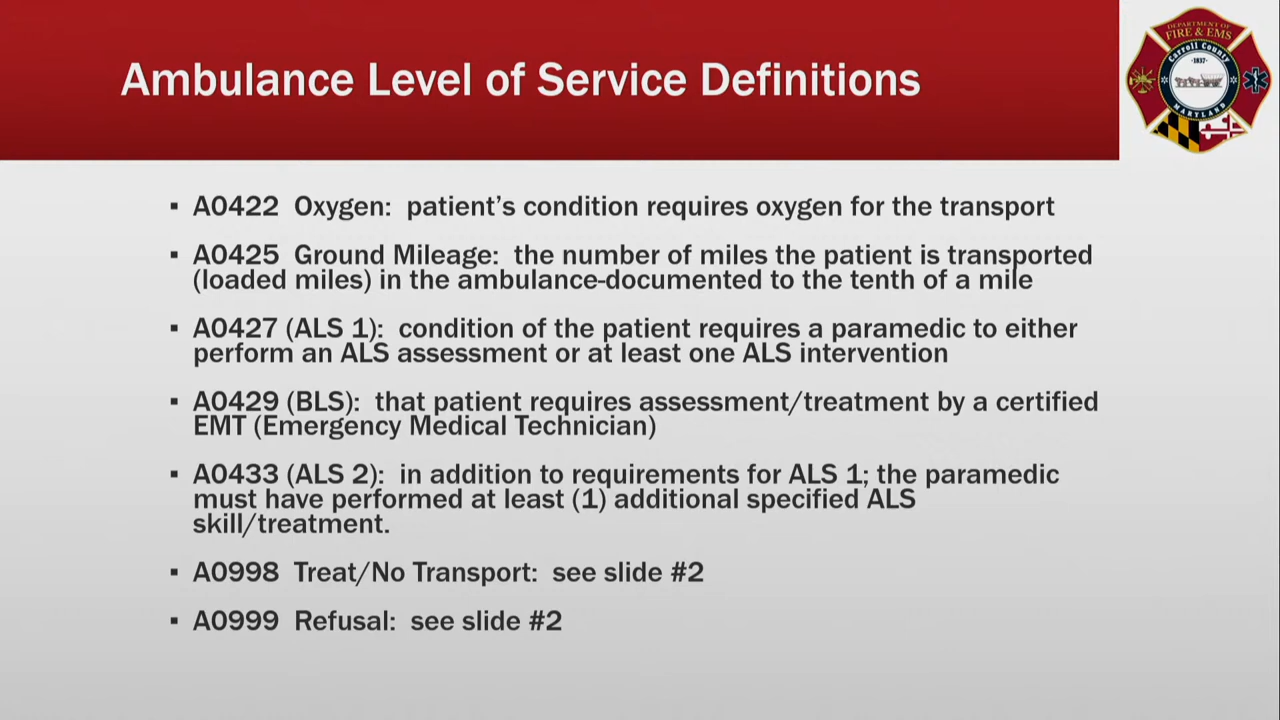 Ambulance Level of Service Definitions
DEPARTMENT OF
FIRE & EMS
Carroll County
1837
MARYLAND
▪ A0422 Oxygen: patient's condition requires oxygen for the transport
▪ A0425 Ground Mileage: the number of miles the patient is transported
(loaded miles) in the ambulance-documented to the tenth of a mile
▪ A0427 (ALS 1): condition of the patient requires a paramedic to either
perform an ALS assessment or at least one ALS intervention
▪ A0429 (BLS): that patient requires assessment/treatment by a certified
EMT (Emergency Medical Technician)
▪ A0433 (ALS 2): in addition to requirements for ALS 1; the paramedic
must have performed at least (1) additional specified ALS
skill/treatment.
▪ A0998 Treat/No Transport: see slide #2
▪ A0999 Refusal: see slide #2